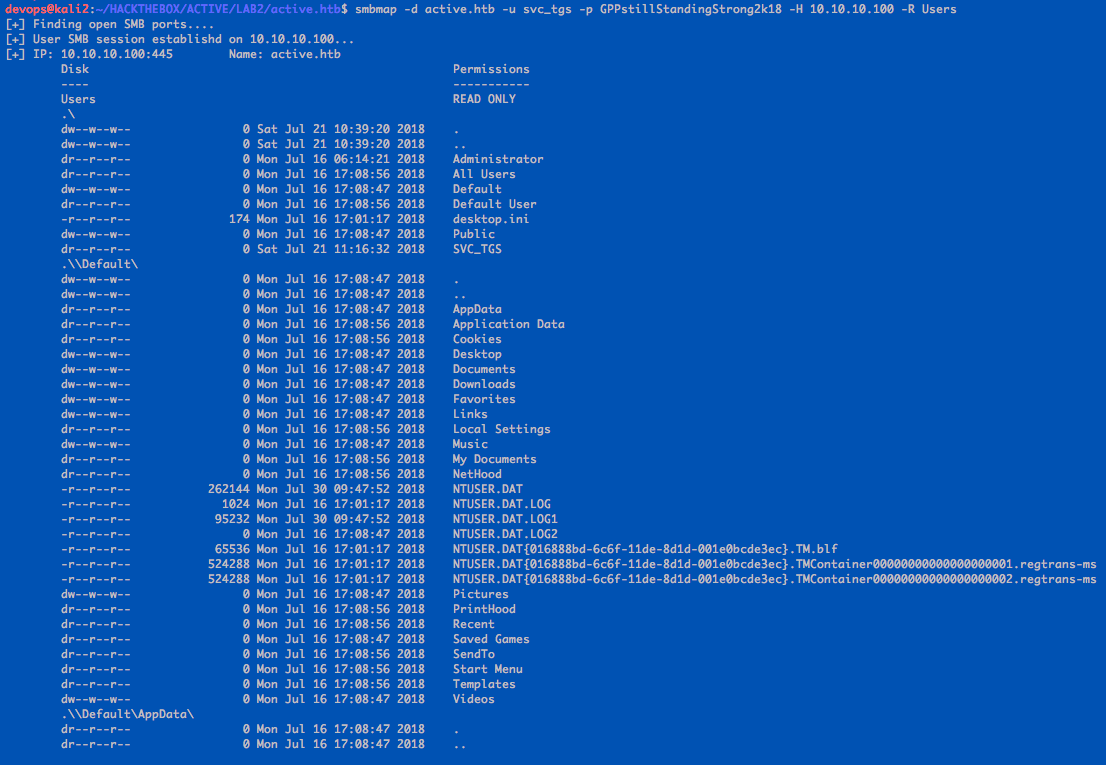 devops@kali2:~/HACKTHEBOX/ACTIVE/LAB2/active.htb$ smbmap -d active.htb -u svc_tgs -p GPPstillStandingStrong2k18 -H 10.10.10.100 -R Users
[+] Finding open SMB ports....
[+] User SMB session establishd on 10.10.10.100...
[+] IP: 10.10.10.100:445        Name: active.htb
Disk                                                    Permissions
----                                                    -----------
Users                                                   READ ONLY
.\
dw--w--w--                0 Sat Jul 21 10:39:20 2018    .
dw--w--w--                0 Sat Jul 21 10:39:20 2018    ..
dr--r--r--                0 Mon Jul 16 06:14:21 2018    Administrator
dr--r--r--                0 Mon Jul 16 17:08:56 2018    All Users
dw--w--w--                0 Mon Jul 16 17:08:47 2018    Default
dr--r--r--                0 Mon Jul 16 17:08:56 2018    Default User
-r--r--r--              174 Mon Jul 16 17:01:17 2018    desktop.ini
dw--w--w--                0 Mon Jul 16 17:08:47 2018    Public
dr--r--r--                0 Sat Jul 21 11:16:32 2018    SVC_TGS
.\\Default\
dw--w--w--                0 Mon Jul 16 17:08:47 2018    .
dw--w--w--                0 Mon Jul 16 17:08:47 2018    ..
dr--r--r--                0 Mon Jul 16 17:08:47 2018    AppData
dr--r--r--                0 Mon Jul 16 17:08:56 2018    Application Data
dr--r--r--                0 Mon Jul 16 17:08:56 2018    Cookies
dw--w--w--                0 Mon Jul 16 17:08:47 2018    Desktop
dw--w--w--                0 Mon Jul 16 17:08:47 2018    Documents
dw--w--w--                0 Mon Jul 16 17:08:47 2018    Downloads
dw--w--w--                0 Mon Jul 16 17:08:47 2018    Favorites
dw--w--w--                0 Mon Jul 16 17:08:47 2018    Links
dr--r--r--                0 Mon Jul 16 17:08:56 2018    Local Settings
dw--w--w--                0 Mon Jul 16 17:08:47 2018    Music
dr--r--r--                0 Mon Jul 16 17:08:56 2018    My Documents
dr--r--r--                0 Mon Jul 16 17:08:56 2018    NetHood
-r--r--r--           262144 Mon Jul 30 09:47:52 2018    NTUSER.DAT
-r--r--r--             1024 Mon Jul 16 17:01:17 2018    NTUSER.DAT.LOG
-r--r--r--            95232 Mon Jul 30 09:47:52 2018    NTUSER.DAT.LOG1
-r--r--r--                0 Mon Jul 16 17:08:47 2018    NTUSER.DAT.LOG2
-r--r--r--            65536 Mon Jul 16 17:01:17 2018    NTUSER.DAT{016888bd-6c6f-11de-8d1d-001e0bcde3ec}.TM.blf
-r--r--r--           524288 Mon Jul 16 17:01:17 2018    NTUSER.DAT{016888bd-6c6f-11de-8d1d-001e0bcde3ec}.TMContainer00000000000000000001.regtrans-ms
-r--r--r--           524288 Mon Jul 16 17:01:17 2018    NTUSER.DAT{016888bd-6c6f-11de-8d1d-001e0bcde3ec}.TMContainer00000000000000000002.regtrans-ms
dw--w--w--                0 Mon Jul 16 17:08:47 2018    Pictures
dr--r--r--                0 Mon Jul 16 17:08:56 2018    PrintHood
dr--r--r--                0 Mon Jul 16 17:08:56 2018    Recent
dw--w--w--                0 Mon Jul 16 17:08:47 2018    Saved Games
dr--r--r--                0 Mon Jul 16 17:08:56 2018    SendTo
dr--r--r--                0 Mon Jul 16 17:08:56 2018    Start Menu
dr--r--r--                0 Mon Jul 16 17:08:56 2018    Templates
dw--w--w--                0 Mon Jul 16 17:08:47 2018    Videos
.\\Default\AppData\
dr--r--r--                0 Mon Jul 16 17:08:47 2018    .
dr--r--r--                0 Mon Jul 16 17:08:47 2018    ..